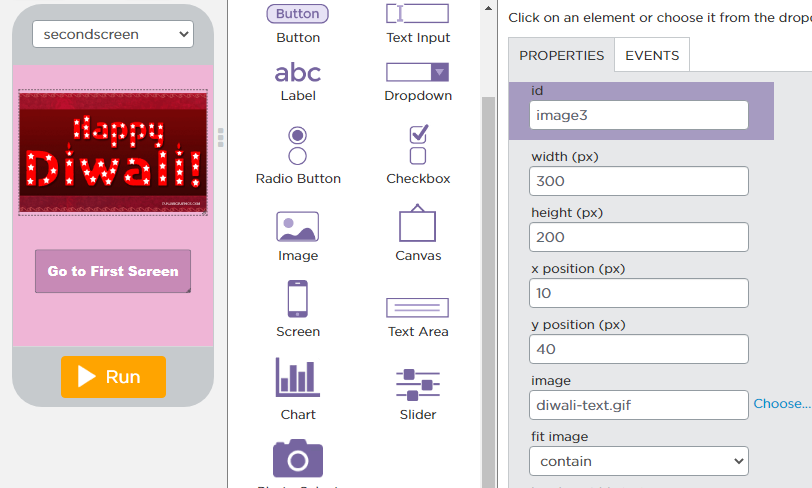 secondscreen
Happy
Diwali!
Go to First Screen
Run
Button
Button
Text Input
abc
Label
Dropdown
Radio Button
Checkbox
Image
Canvas
Screen
Text Area
Chart
Slider
Click on an element or choose it from the
PROPERTIES
EVENTS
id
image3
width (px)
300
height (px)
200
x position (px)
10
y position (px)
40
image
diwali-text.gif
Choose...
fit image
contain